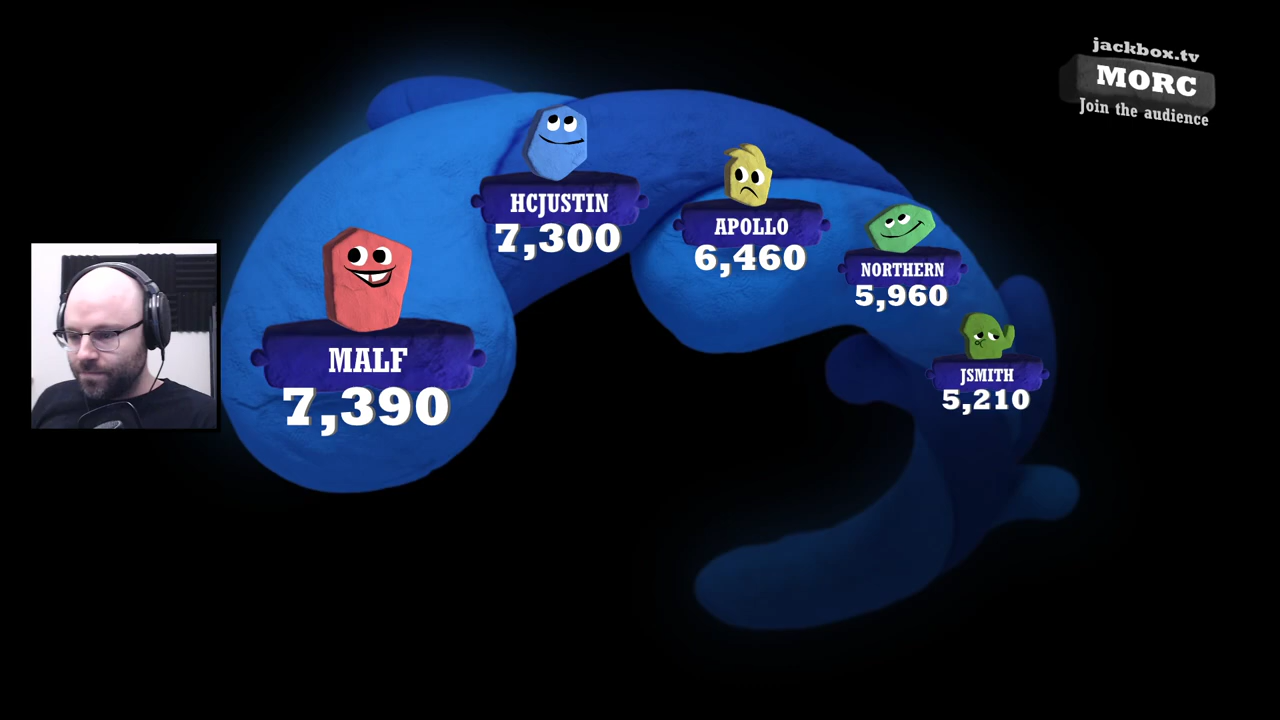 jackbox.tv
MORC
Join the audience
HCJUSTIN
7,300
APOLLO
6,460
NORTHERN
5,960
MALF
7,390
JSMITH
5,210